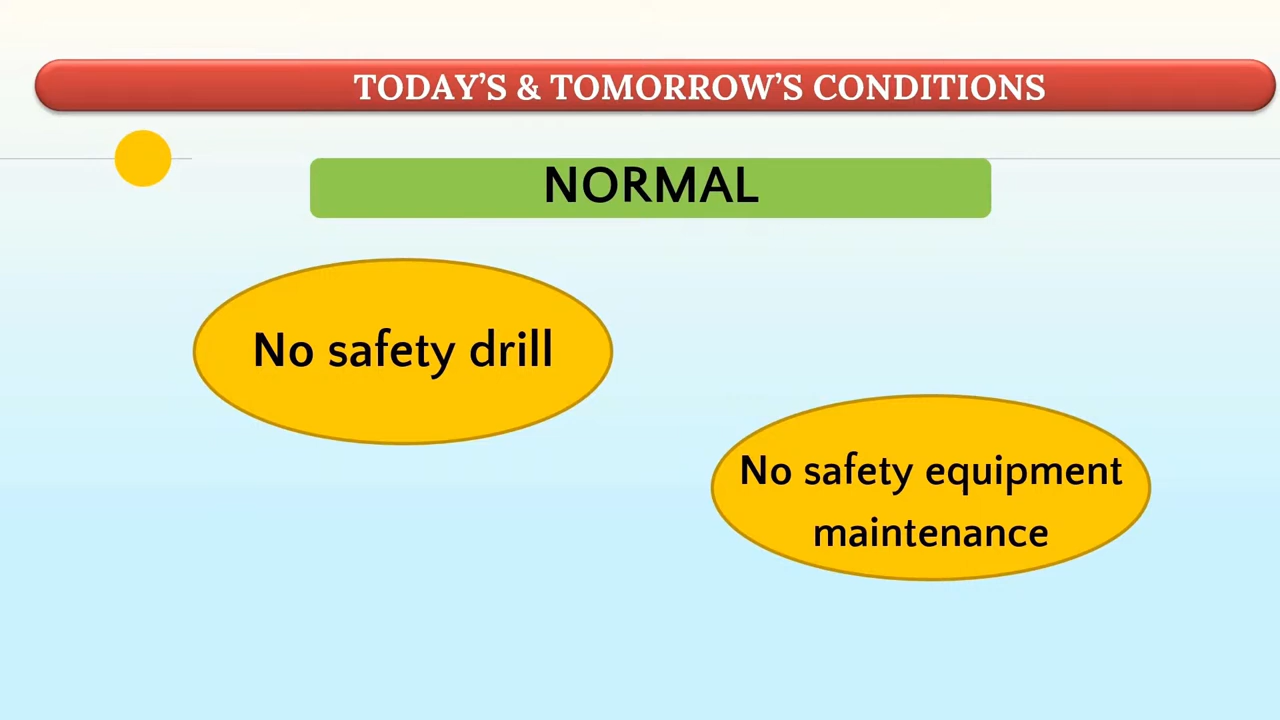 TODAY’S & TOMORROW’S CONDITIONS
NORMAL
No safety drill
No safety equipment
maintenance